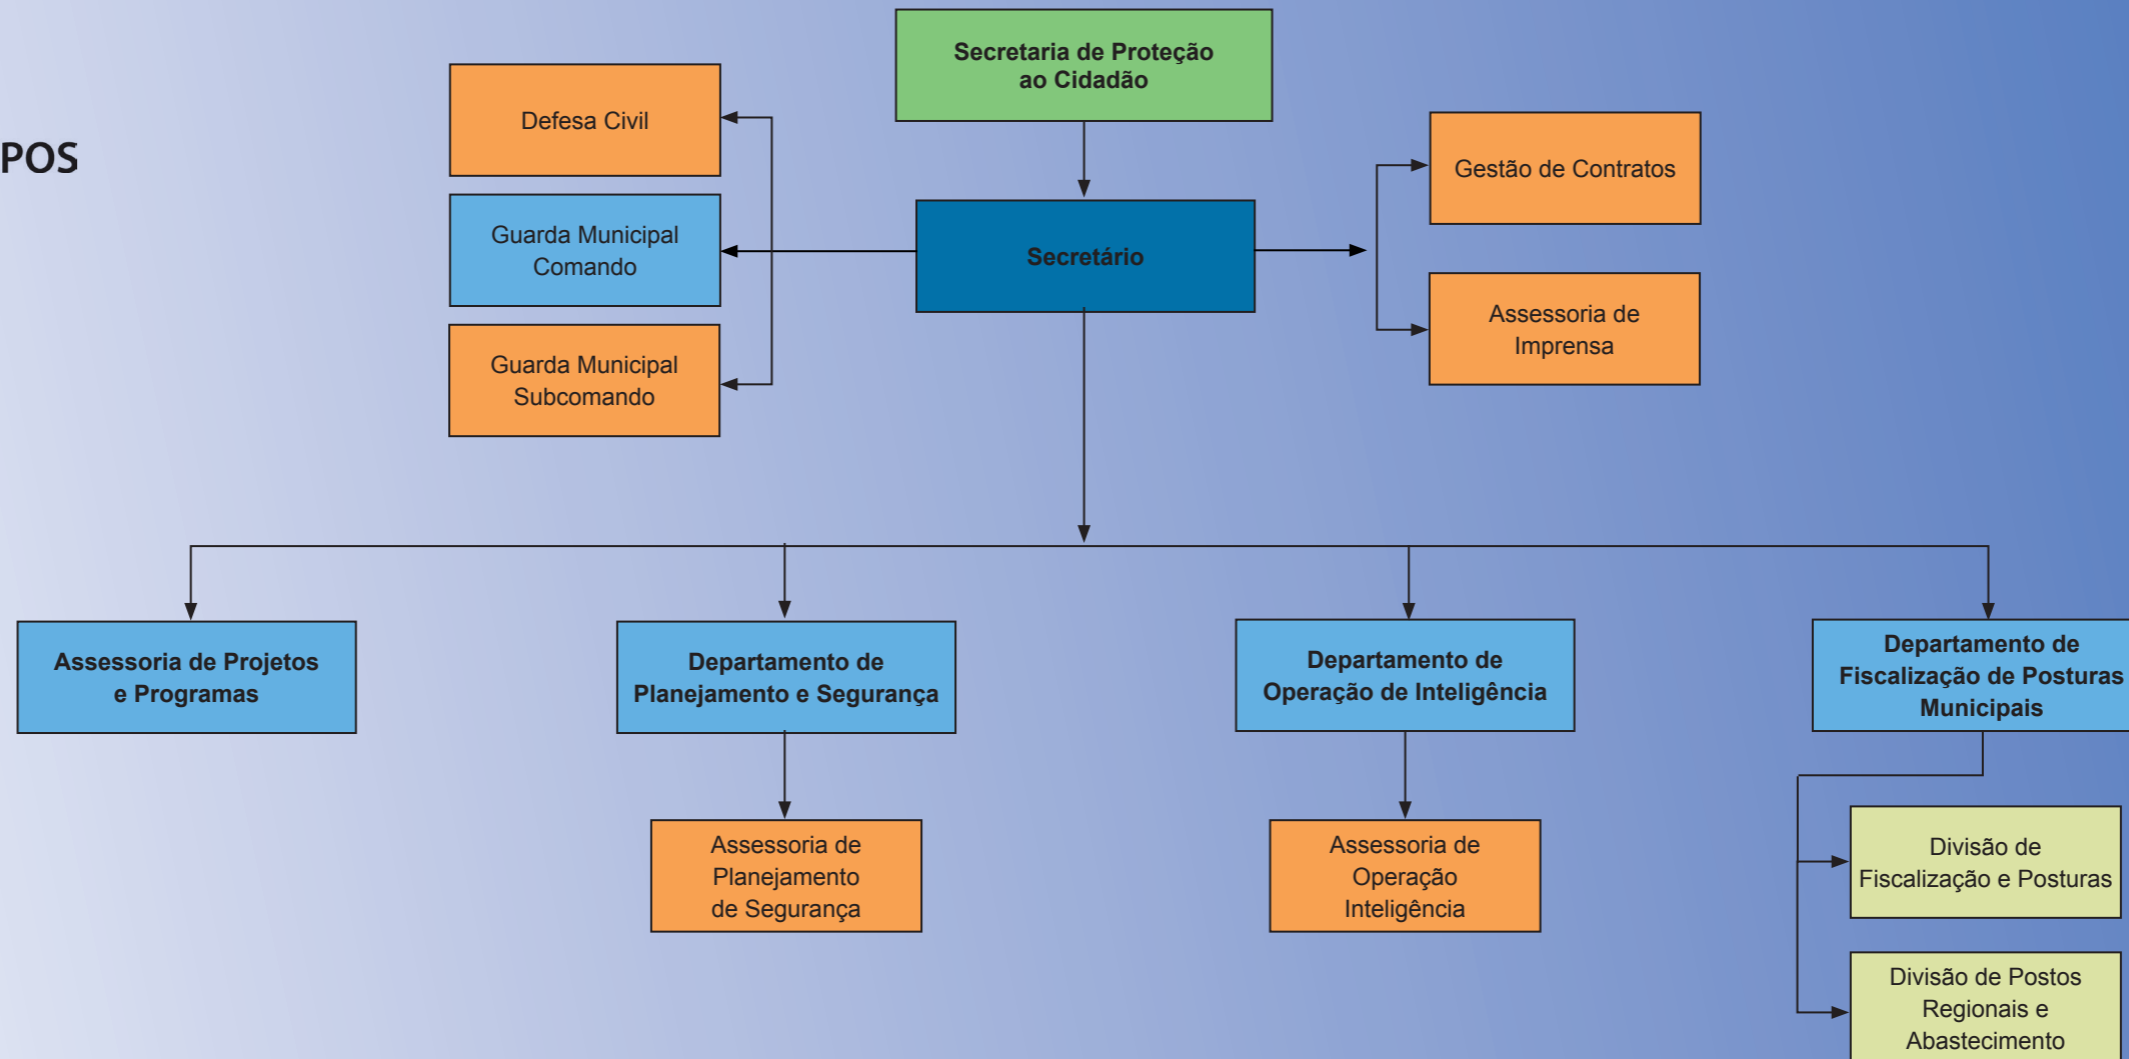 Secretaria de Proteção
ao Cidadão
POS
Defesa Civil
Guarda Municipal
Comando
Guarda Municipal
Subcomando
Secretário
Gestão de Contratos
Assessoria de
Imprensa
Assessoria de Projetos
e Programas
Departamento de
Planejamento e Segurança
Departamento de
Operação de Inteligência
Departamento de
Fiscalização de Posturas
Municipais
Assessoria de
Planejamento
de Segurança
Assessoria de
Operação
Inteligência
Divisão de
Fiscalização e Posturas
Divisão de Postos
Regionais e
Abastecimento